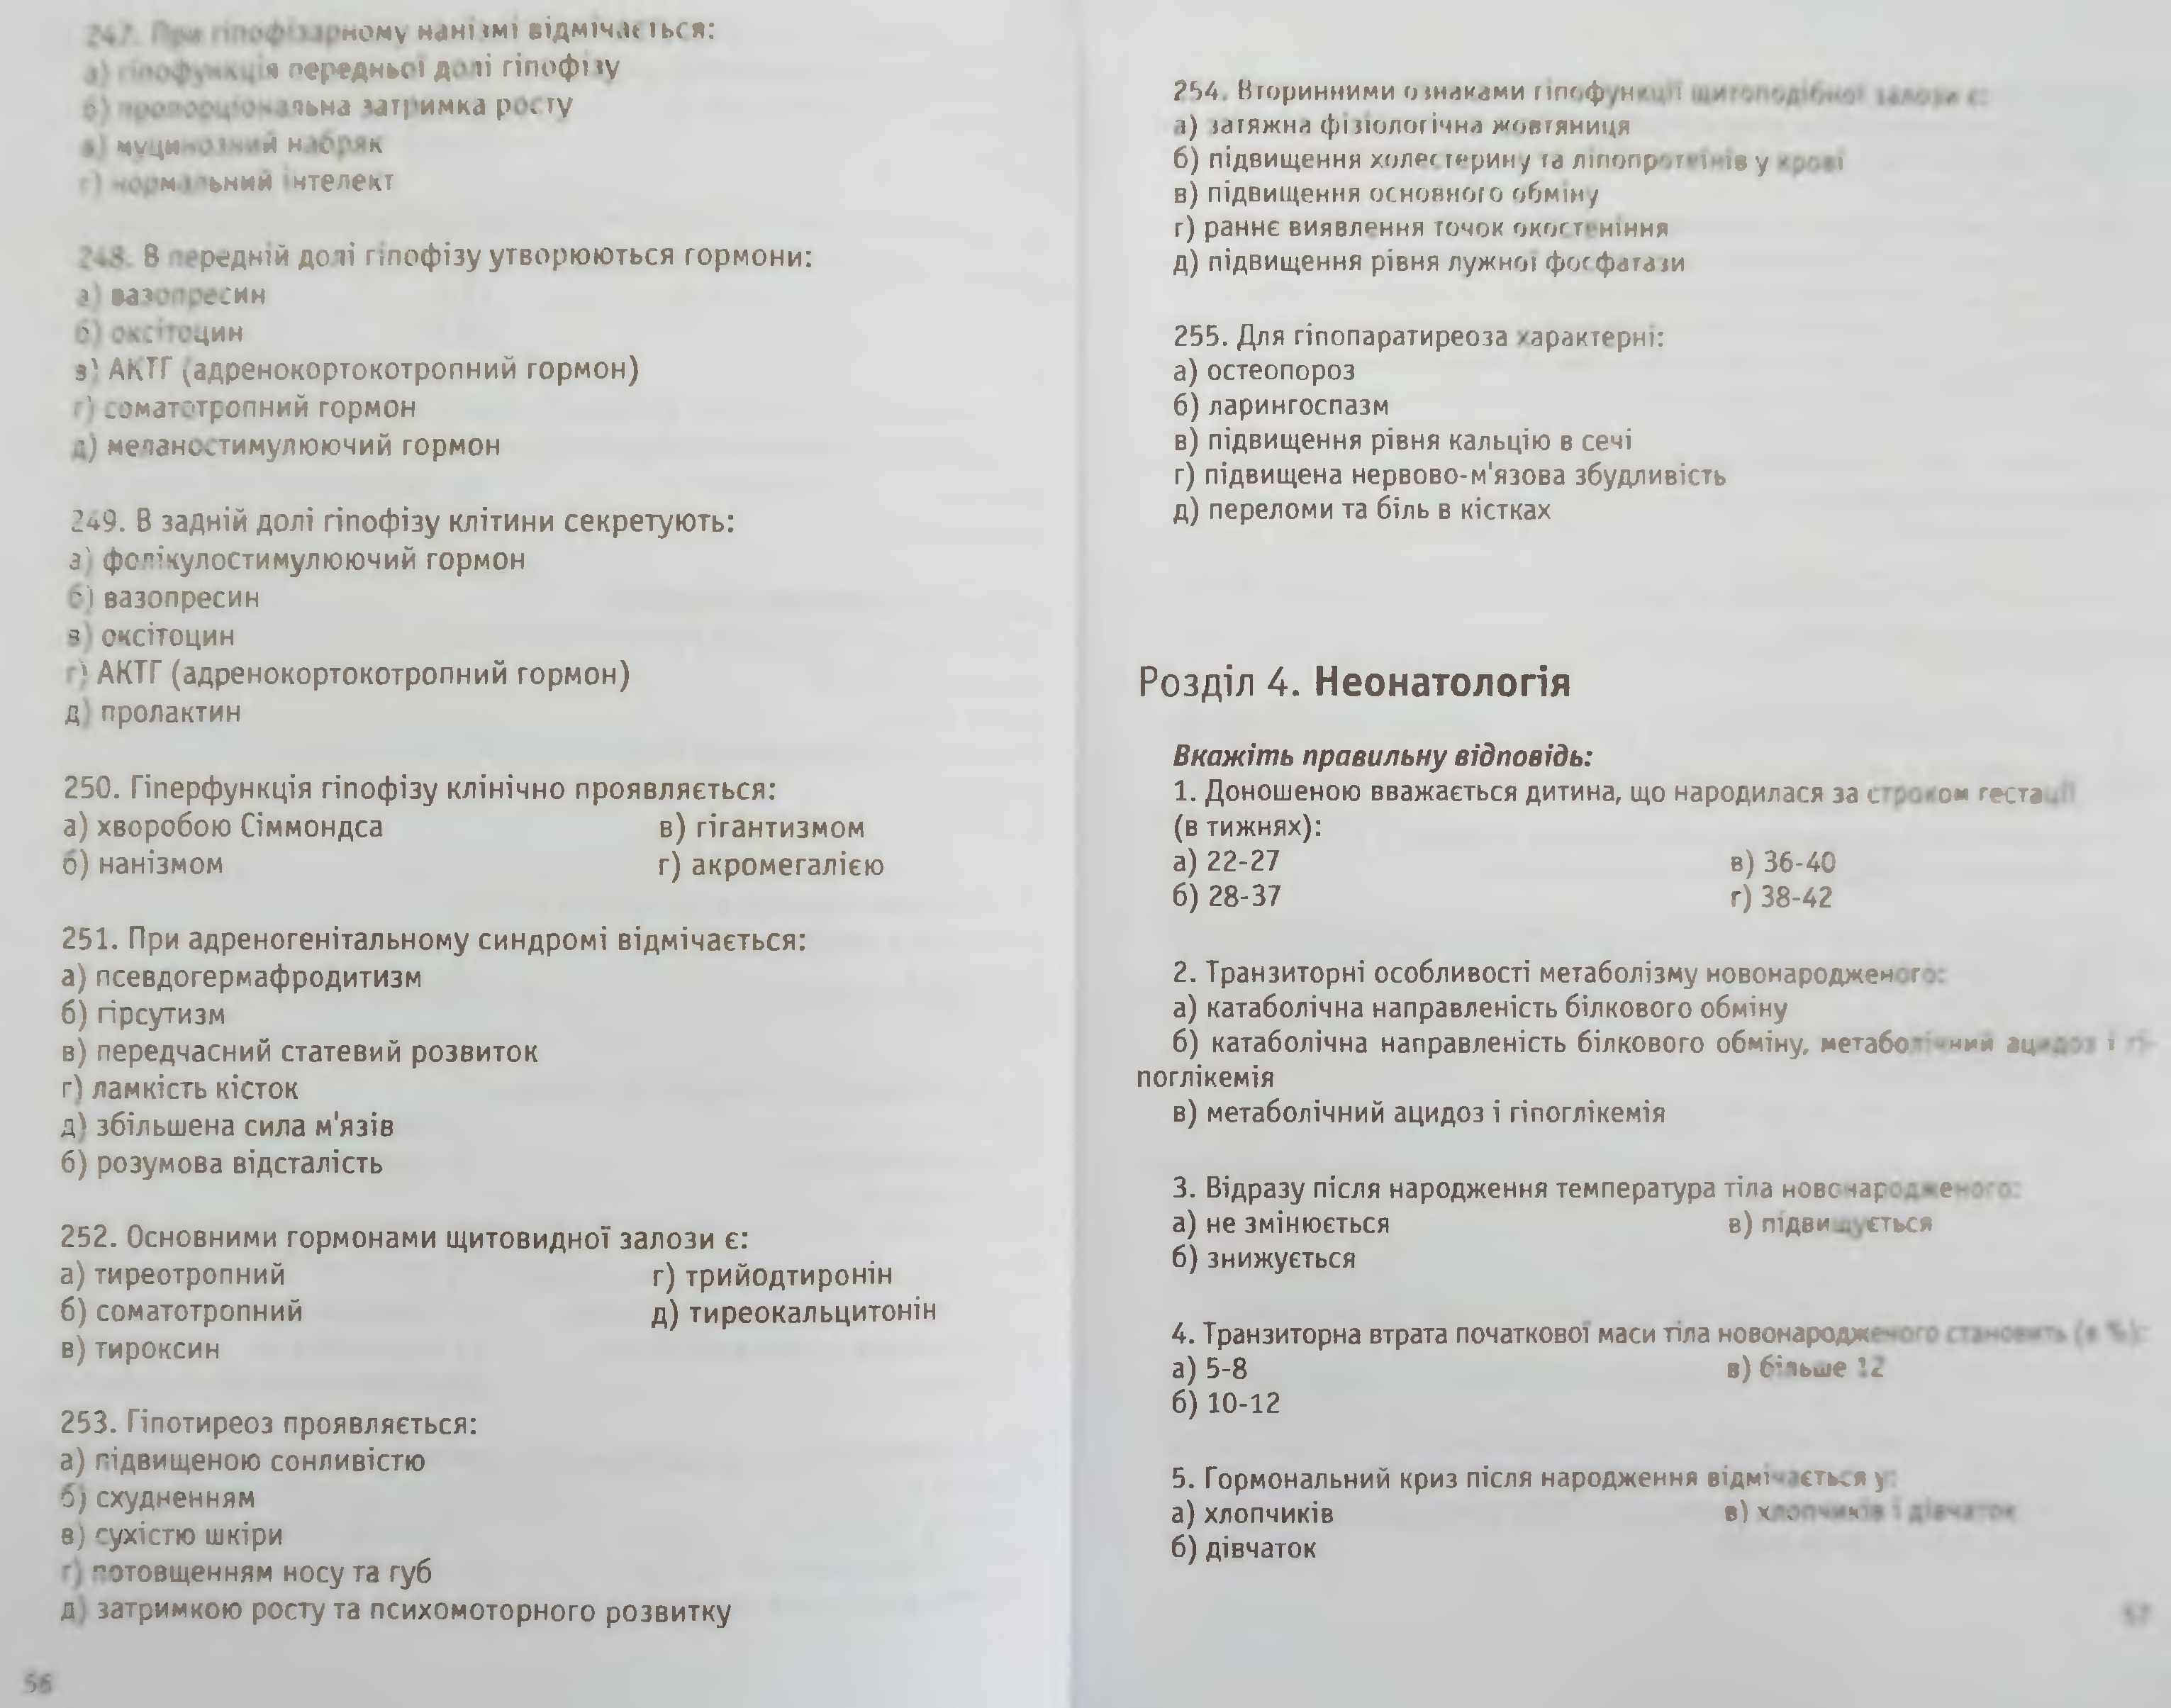 247. При гіпофізарному нанізмі відмічається:
а) гіпофункція передньої долі гіпофізу
б) пропорціональна затримка росту
в) муцинозний набряк
г) нормальний інтелект
248. В передній долі гіпофізу утворюються гормони:
а) вазопресин
б) оксітоцин
в) АКТГ (адренокортокотропний гормон)
г) соматотропний гормон
д) меланостимулюючий гормон
249. В задній долі гіпофізу клітини секретують:
а) фолікулостимулюючий гормон
б) вазопресин
в) оксітоцин
г) АКТГ (адренокортокотропний гормон)
д) пролактин
250. Гіперфункція гіпофізу клінічно проявляється:
а) хворобою Сіммондса
б) нанізмом
в) гігантизмом
г) акромегалією
251. При адреногенітальному синдромі відмічається:
а) псевдогермафродитизм
б) гірсутизм
в) передчасний статевий розвиток
г) ламкість кісток
д) збільшена сила м'язів
б) розумова відсталість
252. Основними гормонами щитовидної залози є:
а) тиреотропний
б) соматотропний
в) тироксин
г) трийодтиронін
д) тиреокальцитонін
253. Гіпотиреоз проявляється:
а) підвищеною сонливістю
б) схудненням
в) сухістю шкіри
г) потовщенням носу та губ
д) затримкою росту та психомоторного розвитку
56
254. Вторинними ознаками гіпофункції щитоподібної залози є:
а) затяжна фізіологічна жовтяниця
б) підвищення холестерину та ліпопротеїнів у крові
в) підвищення основного обміну
г) раннє виявлення точок окостеніння
д) підвищення рівня лужної фосфатази
255. Для гіпопаратиреоза характерні:
а) остеопороз
б) ларингоспазм
в) підвищення рівня кальцію в сечі
г) підвищена нервово-м'язова збудливість
д) переломи та біль в кістках
Розділ 4. Неонатологія
Вкажіть правильну відповідь:
1. Доношеною вважається дитина, що народилася за строком гестації
(в тижнях):
а) 22-27
б) 28-37
в) 36-40
г) 38-42
2. Транзиторні особливості метаболізму новонародженого:
а) катаболічна направленість білкового обміну
б) катаболічна направленість білкового обміну, метаболічний ацидоз і гі-
поглікемія
в) метаболічний ацидоз і гіпоглікемія
3. Відразу після народження температура тіла новонародженого:
а) не змінюється
б) знижується
в) підвищується
4. Транзиторна втрата початкової маси тіла новонародженого становить (в %):
а) 5-8
б) 10-12
в) більше 12
5. Гормональний криз після народження відмічається у:
а) хлопчиків
б) дівчаток
в) хлопчиків і дівчаток
57